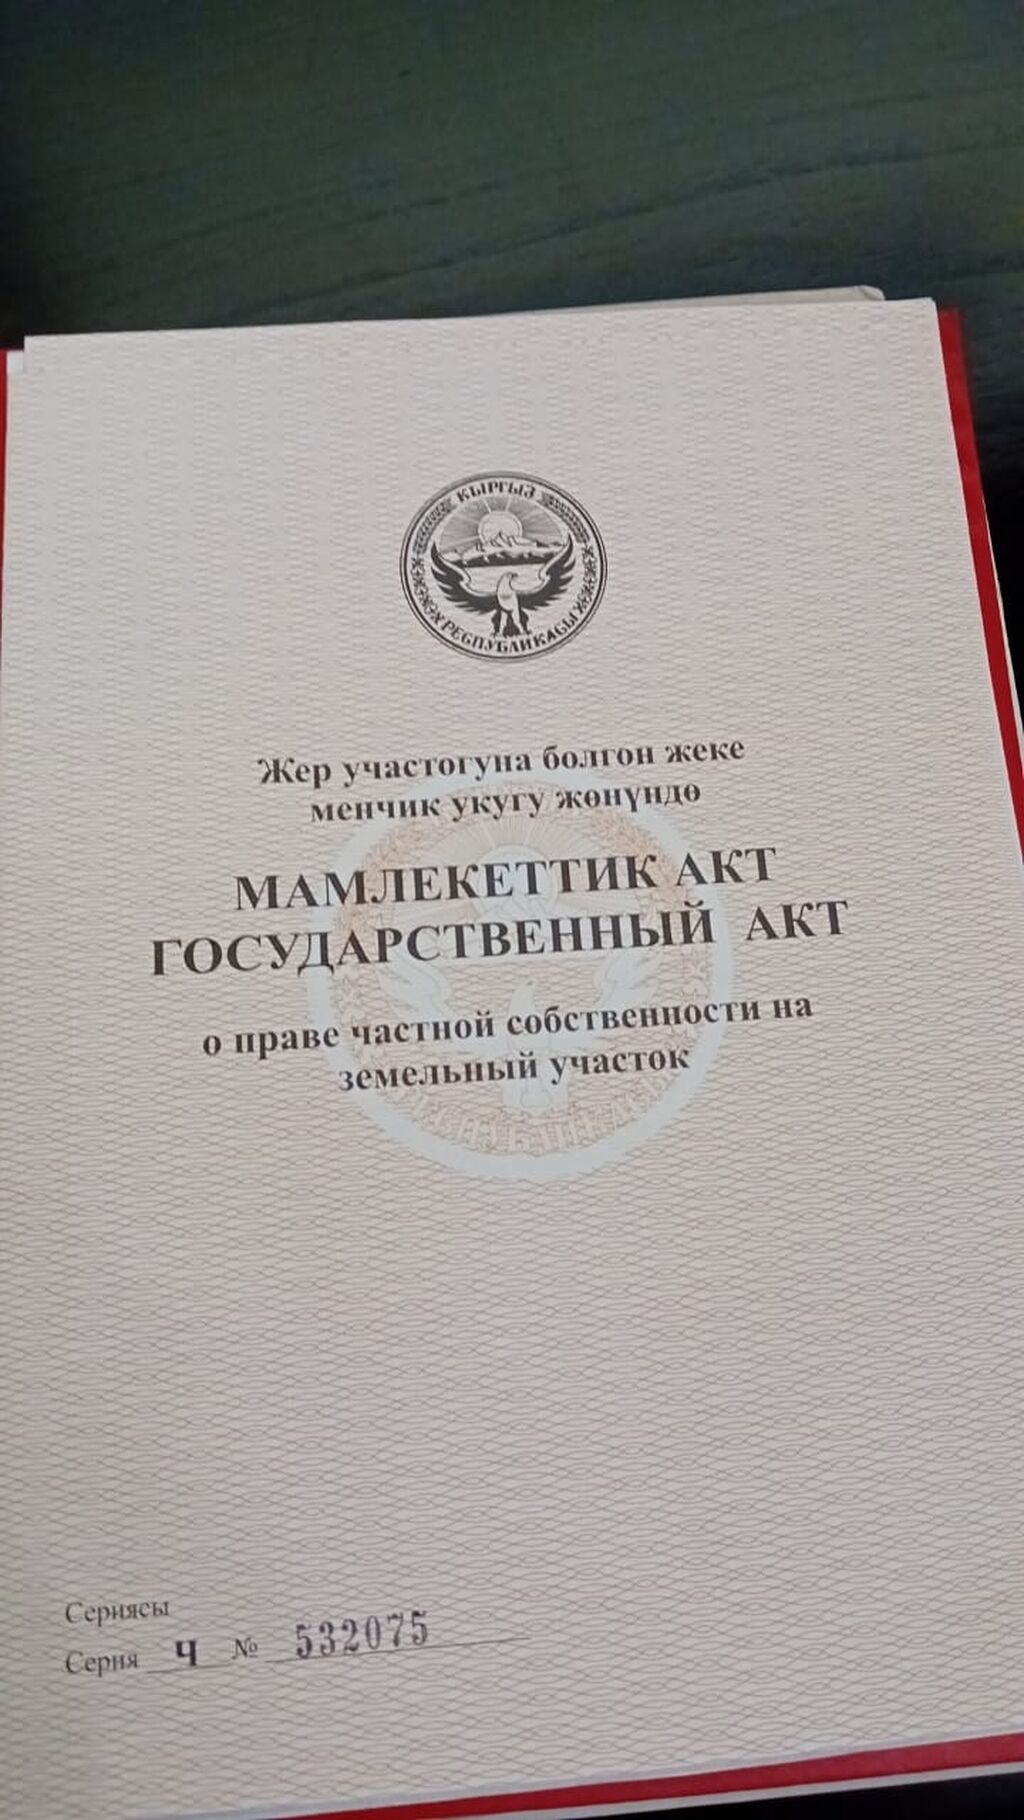 КЫРГЫЗ
РЕСПУБЛИКАСЫ
Жер участогуна болгон жеке
менчик укугу жөнүндө
МАМЛЕКЕТТИК АКТ
ГОСУДАРСТВЕННЫЙ АКТ
о праве частной собственности на
земельный участок
Сериясы
Серия Ч № 532075